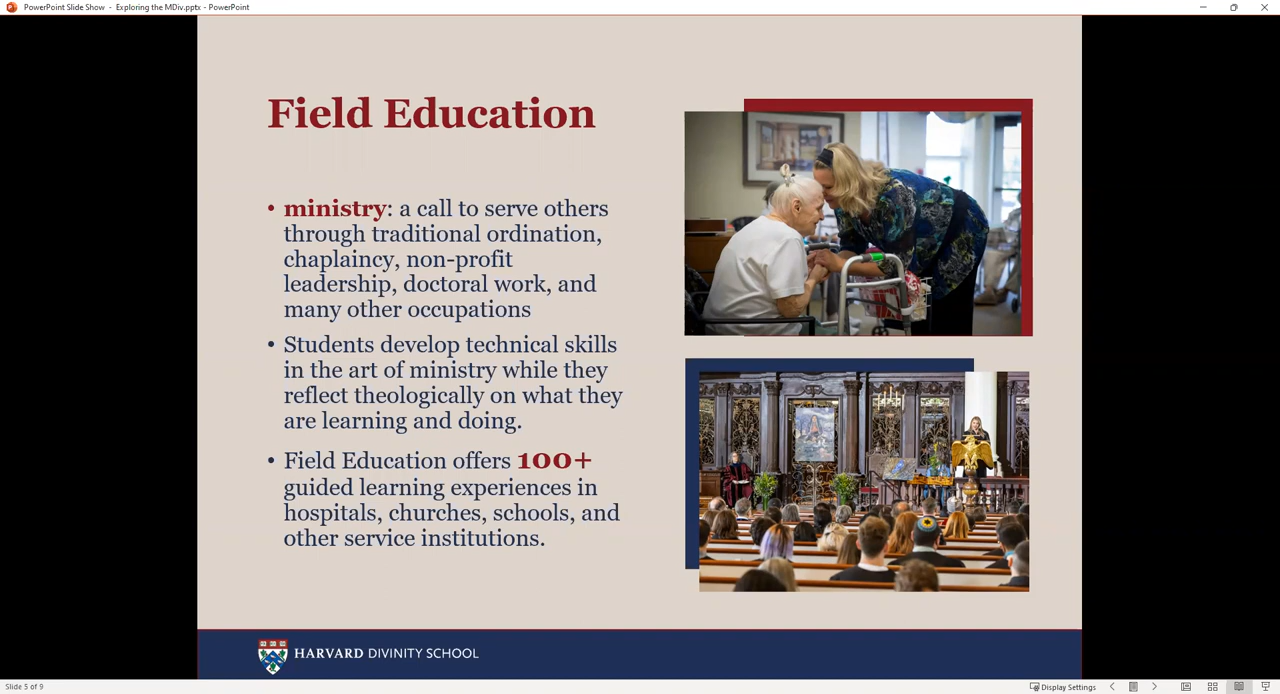 PowerPoint Slide Show - Exploring the MDiv.pptx - PowerPoint
Field Education
• ministry: a call to serve others
through traditional ordination,
chaplaincy, non-profit
leadership, doctoral work, and
many other occupations
• Students develop technical skills
in the art of ministry while they
reflect theologically on what they
are learning and doing.
• Field Education offers 100+
guided learning experiences in
hospitals, churches, schools, and
other service institutions.
HARVARD DIVINITY SCHOOL
Slide 5 of 9
Display Settings